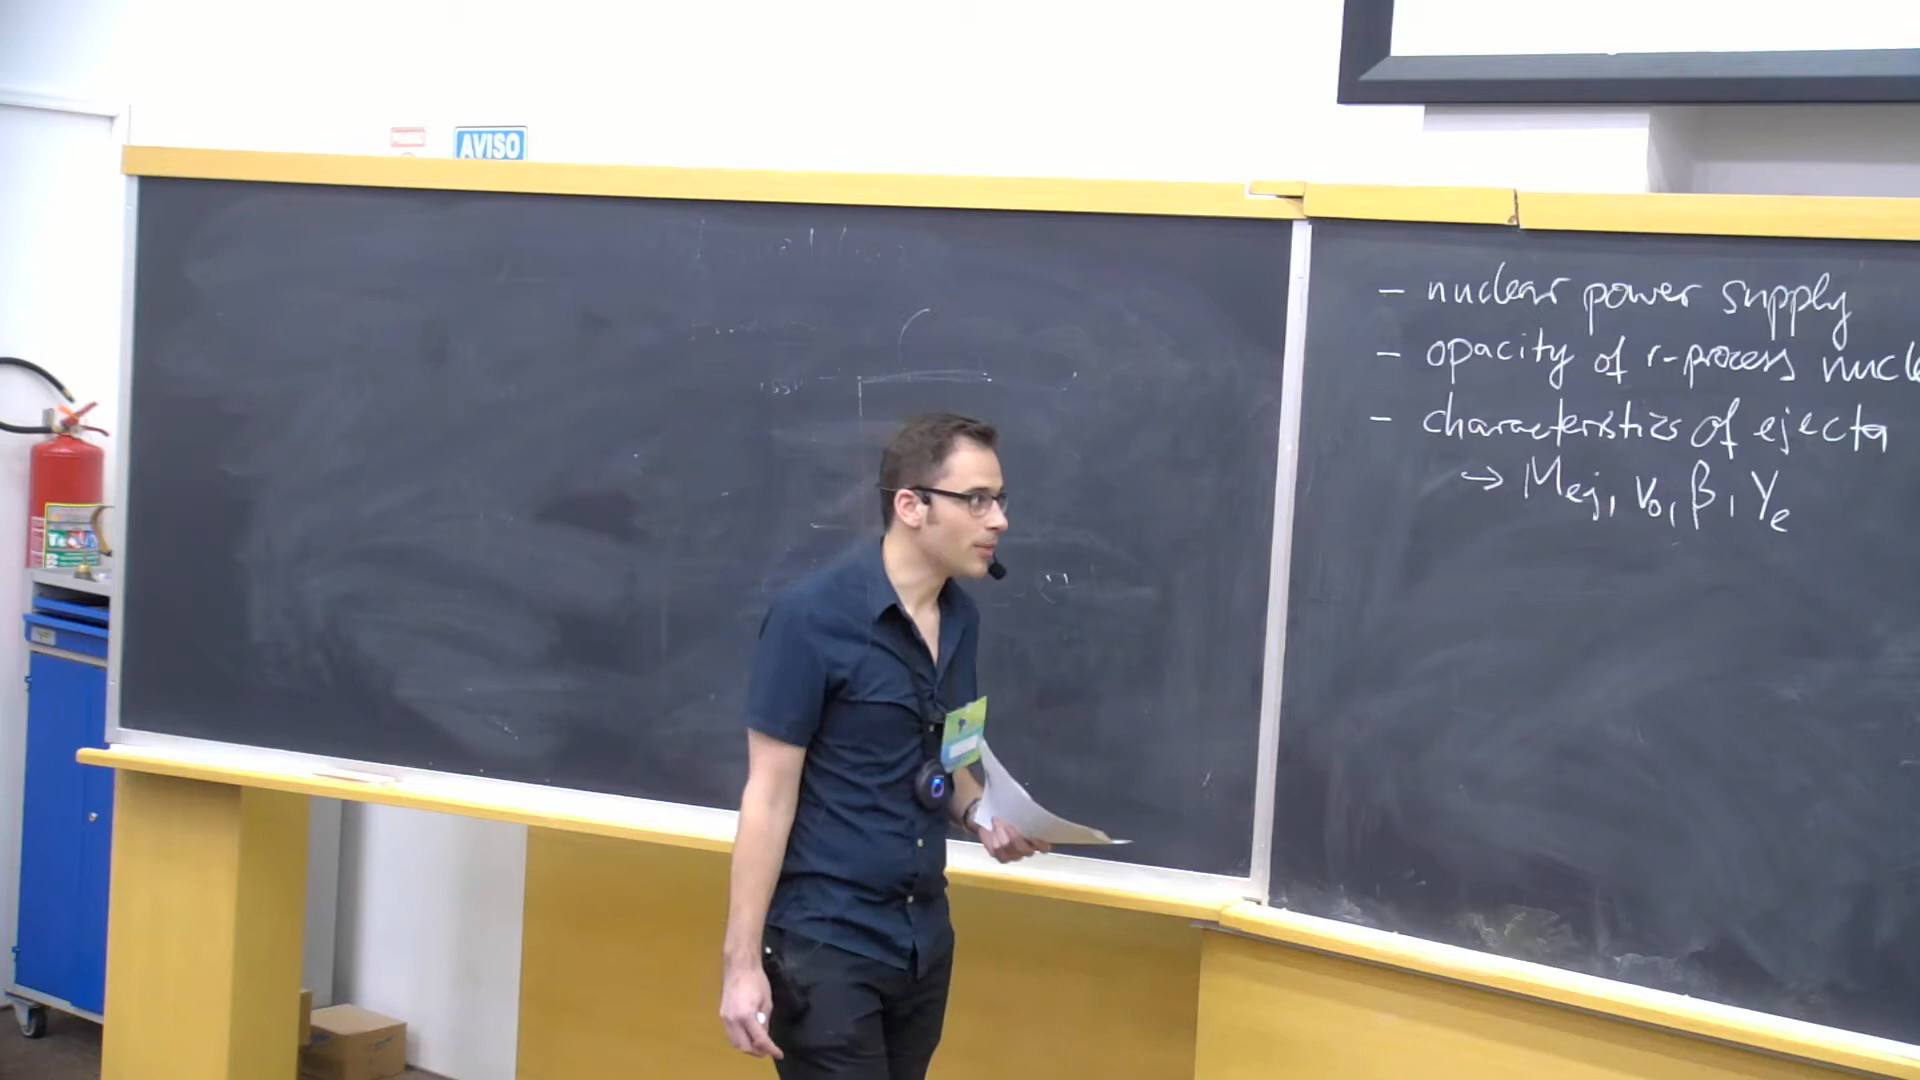 AVISO
- nuclear power supply
- opacity of r-process
- characteristics of ejecta
→ Mej, v₀, β, Ye